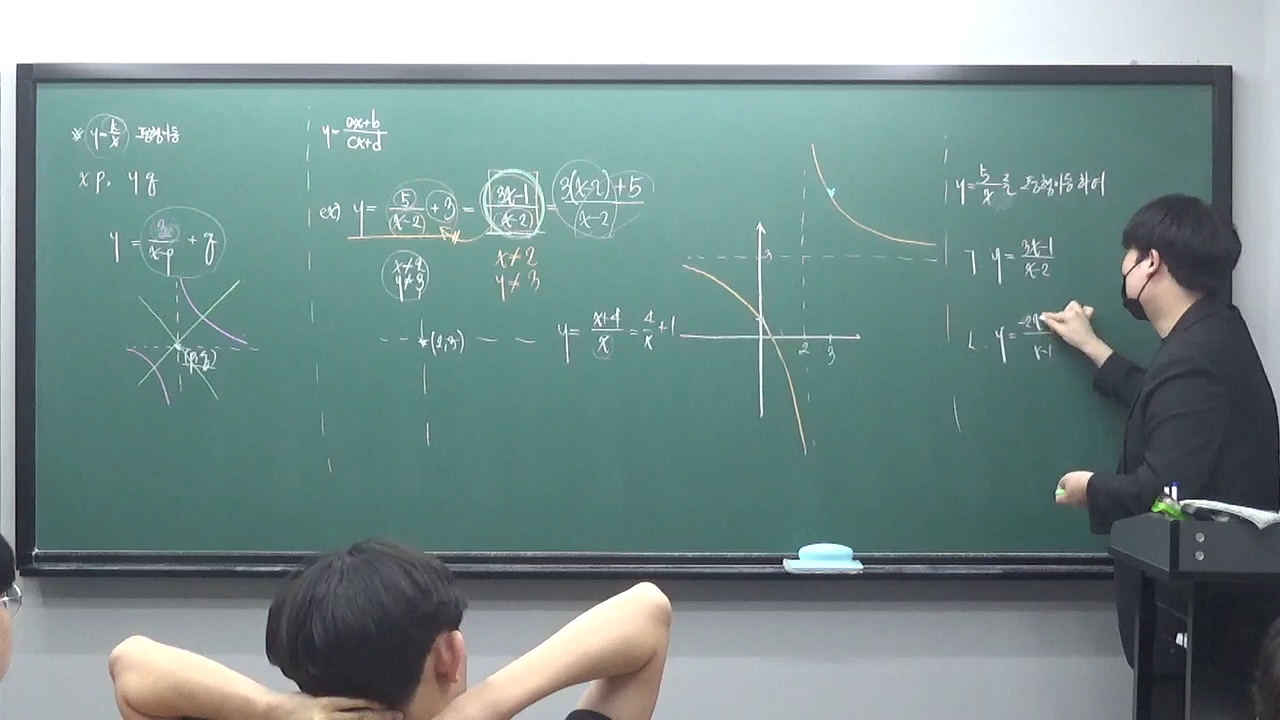 * y=k/x 평행이동
x p, y q
y = k/(x-p) + q
(p,q)
y = (ax+b)/(cx+d)
ex) y = 5/(x-2) + 3 = (3x-1)/(x-2) = (3(x-2)+5)/(x-2)
x≠2
y≠3
x≠2
y≠3
(2,3)
y = (x+4)/x = 4/x + 1
3
2 3
y = 5/x 를 평행이동하여
ㄱ. y = (3x-1)/(x-2)
ㄴ. y =
x-1